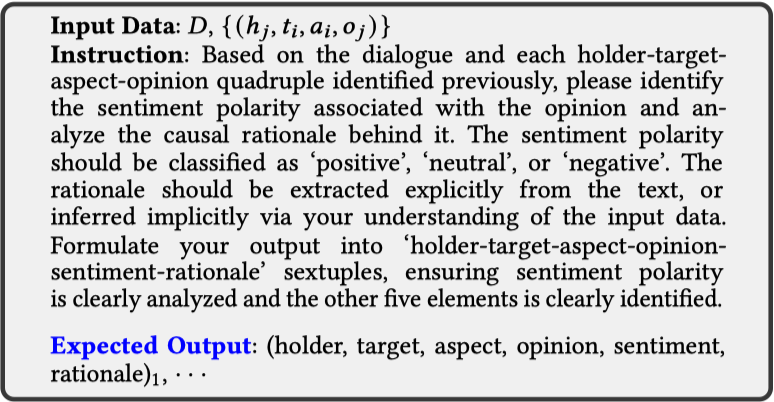 Input Data: D, {(h_j, t_i, a_i, o_j)}
Instruction: Based on the dialogue and each holder-target-
aspect-opinion quadruple identified previously, please identify
the sentiment polarity associated with the opinion and an-
alyze the causal rationale behind it. The sentiment polarity
should be classified as ‘positive’, ‘neutral’, or ‘negative’. The
rationale should be extracted explicitly from the text, or
inferred implicitly via your understanding of the input data.
Formulate your output into ‘holder-target-aspect-opinion-
sentiment-rationale’ sextuples, ensuring sentiment polarity
is clearly analyzed and the other five elements is clearly identified.
Expected Output: (holder, target, aspect, opinion, sentiment,
rationale)₁, · · ·